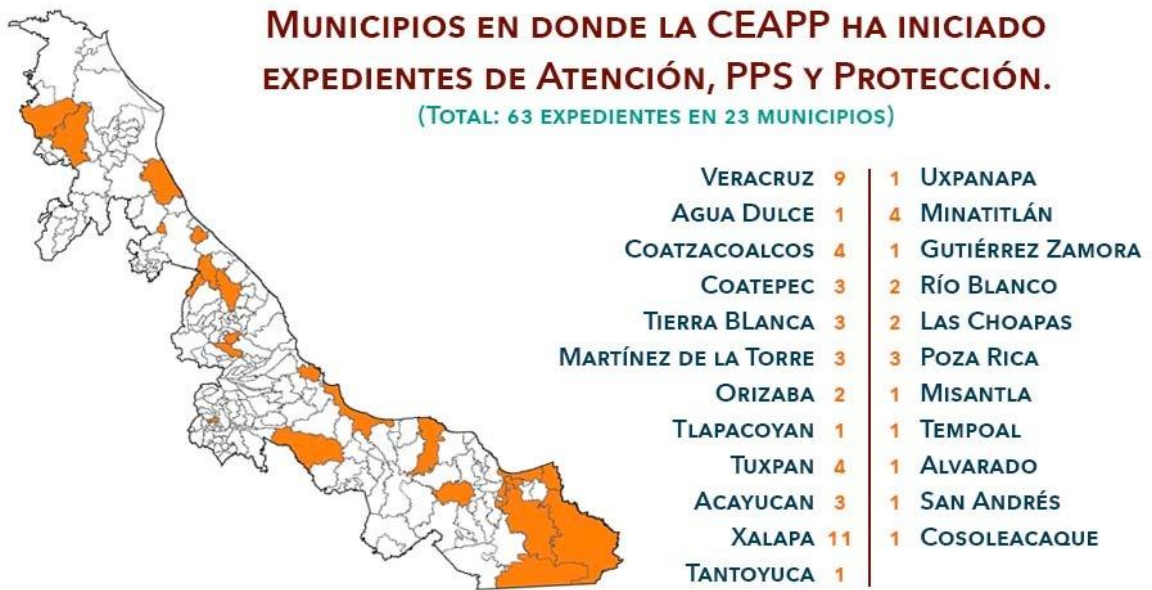 MUNICIPIOS EN DONDE LA CEAPP HA INICIADO
EXPEDIENTES DE ATENCIÓN, PPS Y PROTECCIÓN.
(TOTAL: 63 EXPEDIENTES EN 23 MUNICIPIOS)
VERACRUZ 9
AGUA DULCE 1
COATZACOALCOS 4
COATEPEC 3
TIERRA BLANCA 3
MARTÍNEZ DE LA TORRE 3
ORIZABA 2
TLAPACOYAN 1
TUXPAN 4
ACAYUCAN 3
XALAPA 11
TANTOYUCA 1
1 UXPANAPA
4 MINATITLÁN
1 GUTIÉRREZ ZAMORA
2 RÍO BLANCO
2 LAS CHOAPAS
3 POZA RICA
1 MISANTLA
1 TEMPOAL
1 ALVARADO
1 SAN ANDRÉS
1 COSOLEACAQUE